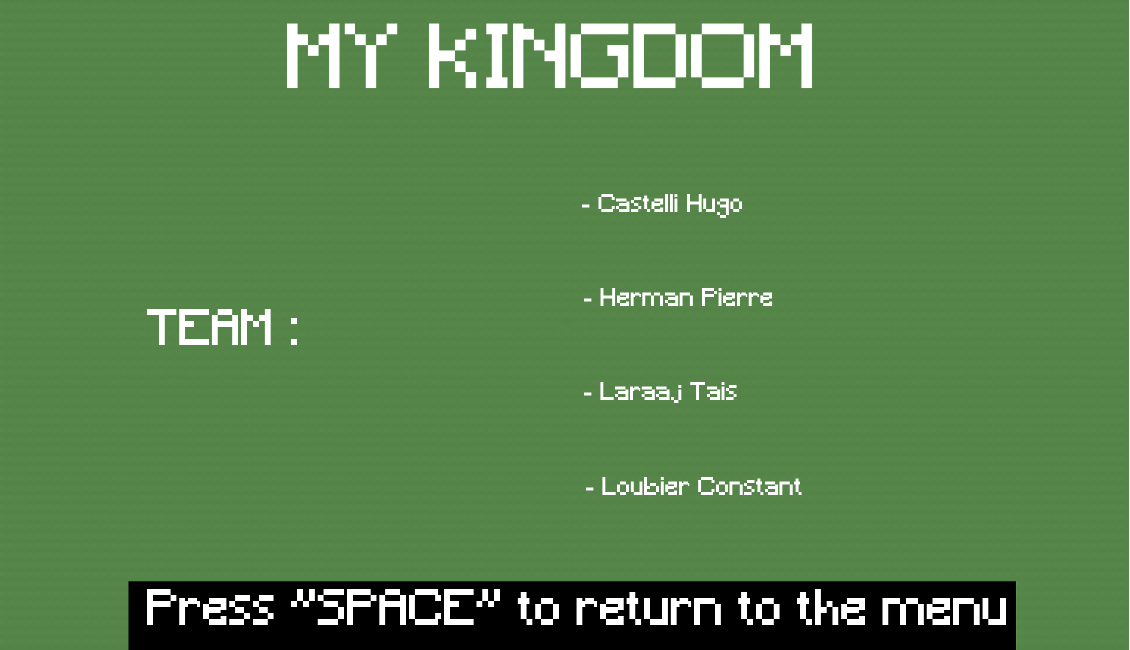 MY KINGDOM
TEAM :
- Castelli Hugo
- Herman Pierre
- Laraaj Tais
- Loubier Constant
Press "SPACE" to return to the menu